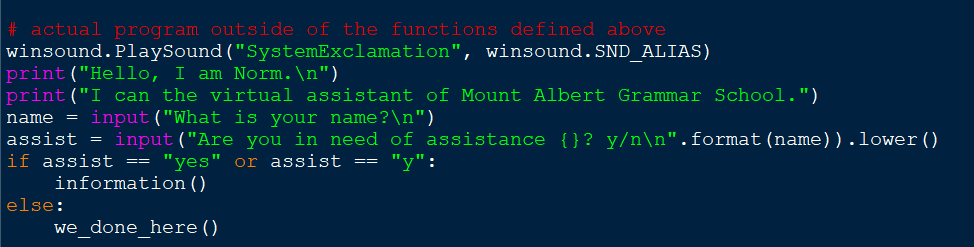 # actual program outside of the functions defined above
winsound.PlaySound("SystemExclamation", winsound.SND_ALIAS)
print("Hello, I am Norm.\n")
print("I can the virtual assistant of Mount Albert Grammar School.")
name = input("What is your name?\n")
assist = input("Are you in need of assistance {}? y/n\n".format(name)).lower()
if assist == "yes" or assist == "y":
    information()
else:
    we_done_here()